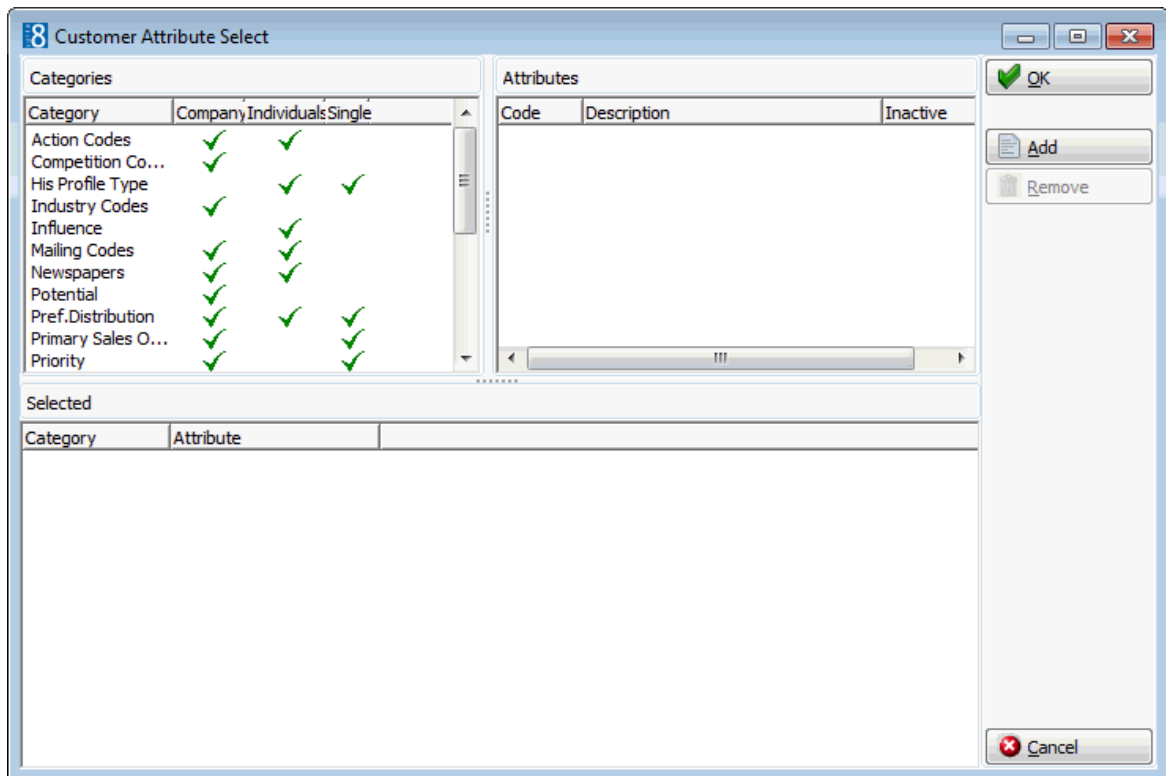 8 Customer Attribute Select
Categories
Category Company Individuals Single
Action Codes
Competition Co...
His Profile Type
Industry Codes
Influence
Mailing Codes
Newspapers
Potential
Pref.Distribution
Primary Sales O...
Priority
Attributes
Code Description Inactive
OK
Add
Remove
Selected
Category Attribute
Cancel